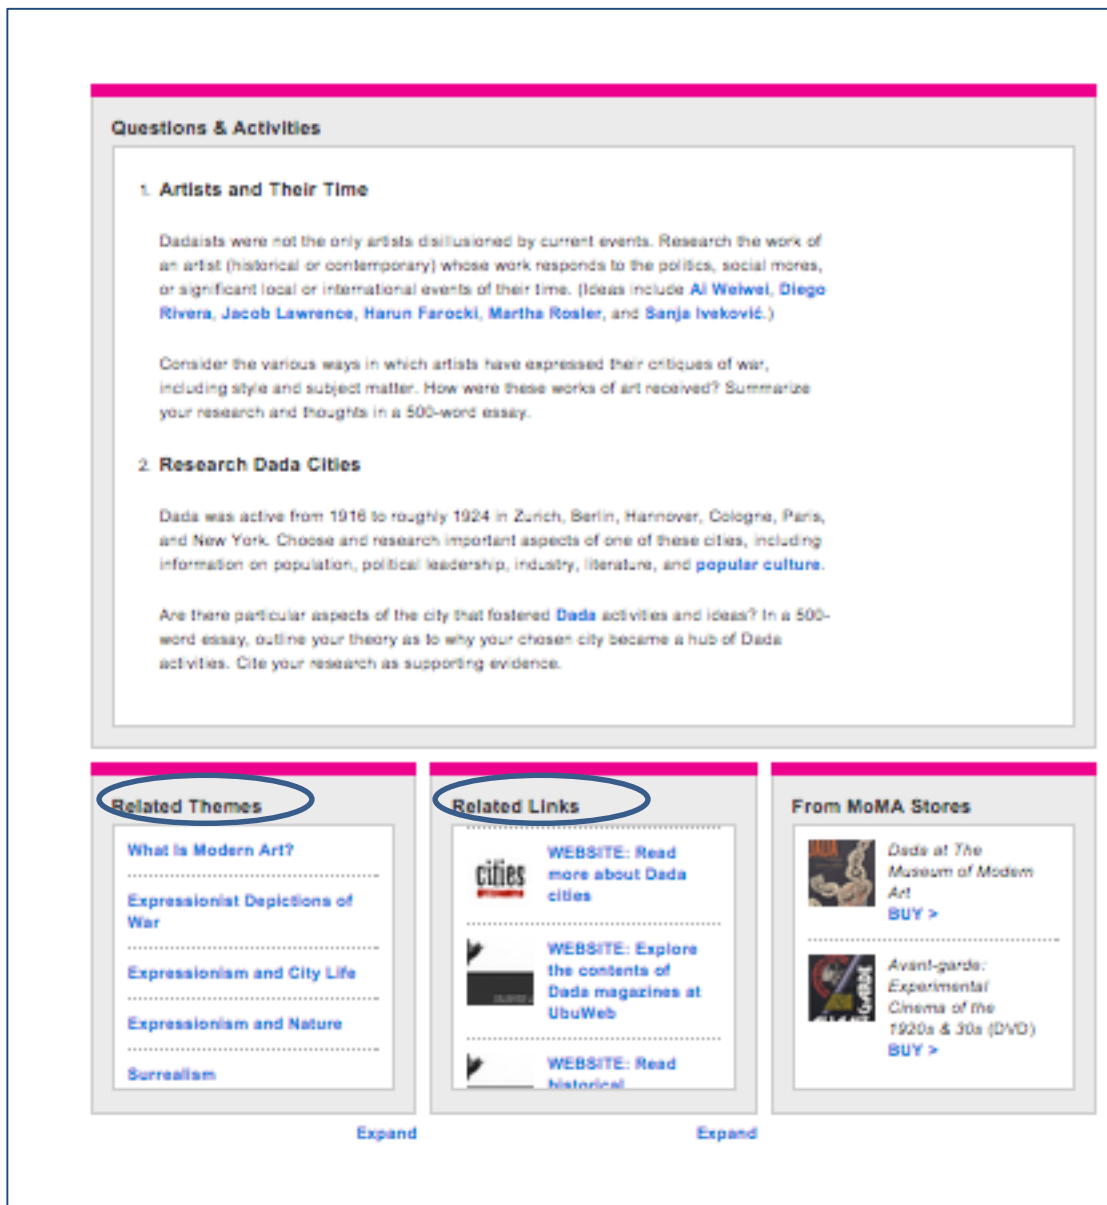 Questions & Activities
1. Artists and Their Time
Dadaists were not the only artists disillusioned by current events. Research the work of
an artist (historical or contemporary) whose work responds to the politics, social mores,
or significant local or international events of their time. (Ideas include Ai Weiwei, Diego
Rivera, Jacob Lawrence, Harun Farocki, Martha Rosler, and Sanja Iveković.)
Consider the various ways in which artists have expressed their critiques of war,
including style and subject matter. How were these works of art received? Summarize
your research and thoughts in a 500-word essay.
2. Research Dada Cities
Dada was active from 1916 to roughly 1924 in Zurich, Berlin, Hannover, Cologne, Paris,
and New York. Choose and research important aspects of one of these cities, including
information on population, political leadership, industry, literature, and popular culture.
Are there particular aspects of the city that fostered Dada activities and ideas? In a 500-
word essay, outline your theory as to why your chosen city became a hub of Dada
activities. Cite your research as supporting evidence.
Related Themes
What Is Modern Art?
Expressionist Depictions of
War
Expressionism and City Life
Expressionism and Nature
Surrealism
Expand
Related Links
cities
WEBSITE: Read
more about Dada
cities
WEBSITE: Explore
the contents of
Dada magazines at
UbuWeb
WEBSITE: Read
historical
Expand
From MoMA Stores
DADA
Dada at The
Museum of Modern
Art
BUY >
Avant-garde:
Experimental
Cinema of the
1920s & 30s (DVD)
BUY >